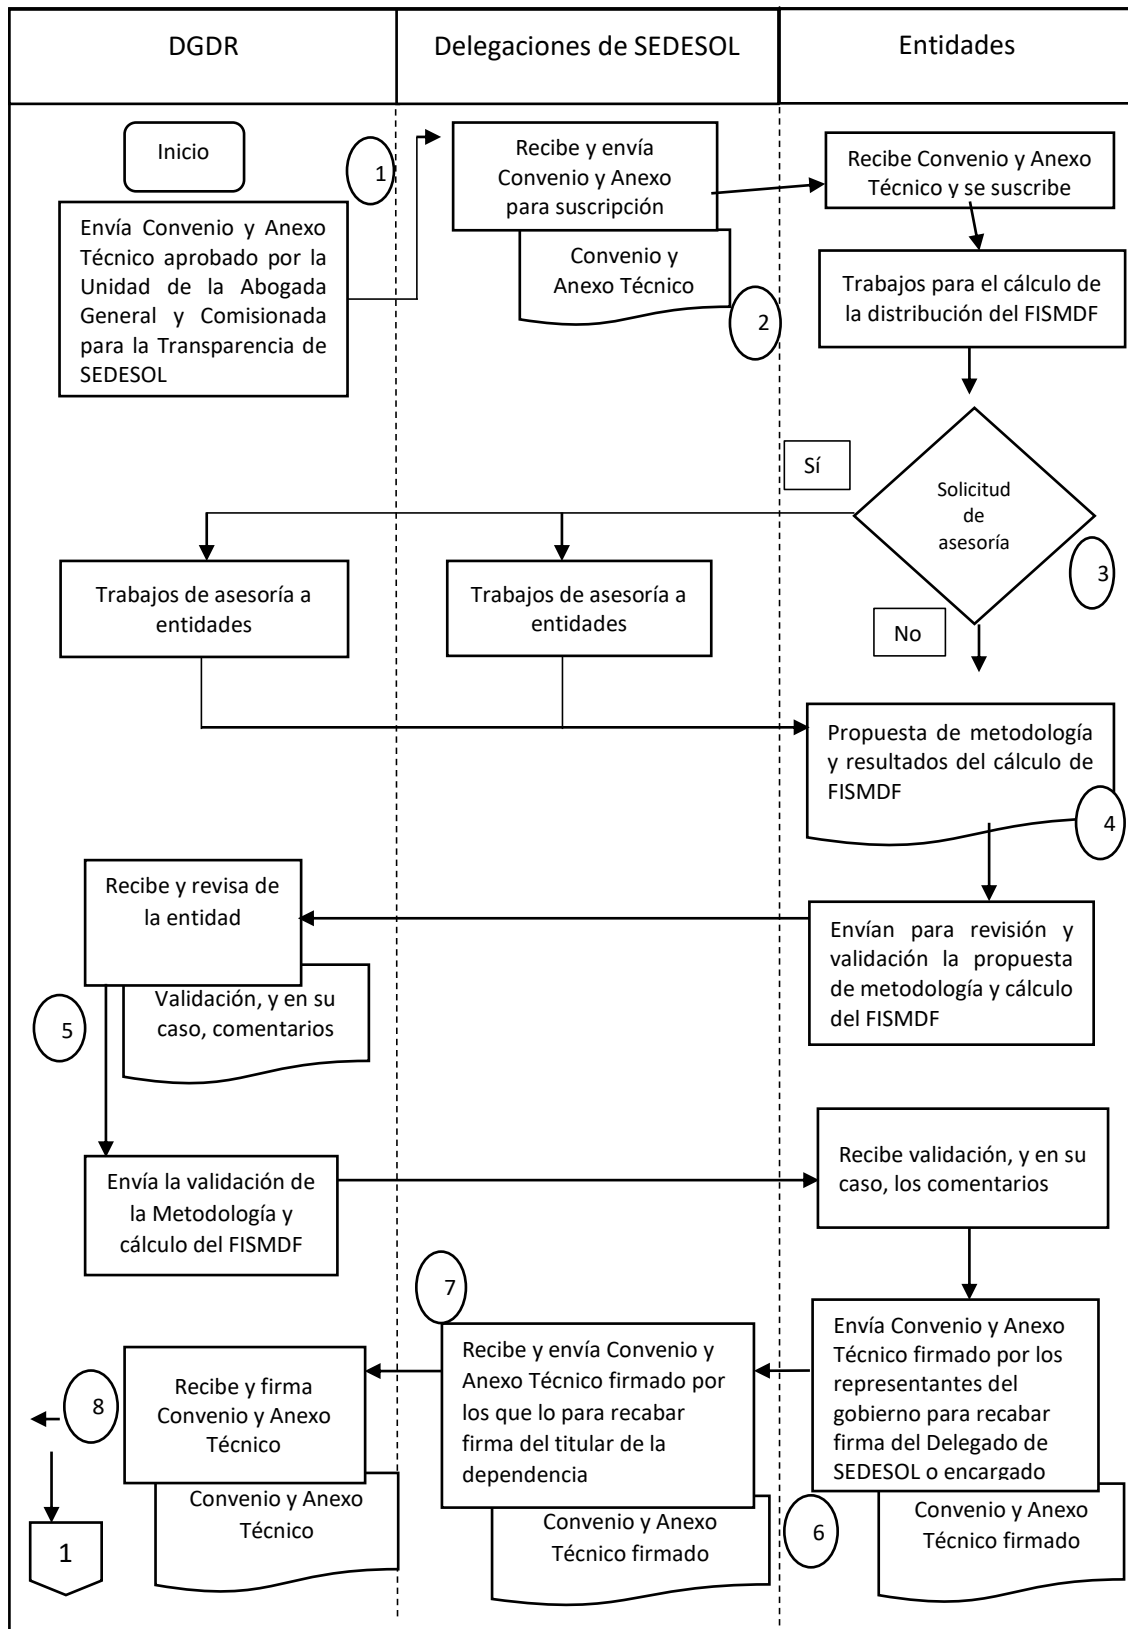 DGDR
Delegaciones de SEDESOL
Entidades
Inicio
1
Envía Convenio y Anexo
Técnico aprobado por la
Unidad de la Abogada
General y Comisionada
para la Transparencia de
SEDESOL
Recibe y envía
Convenio y Anexo
para suscripción
Convenio y
Anexo Técnico
2
Recibe Convenio y Anexo
Técnico y se suscribe
Trabajos para el cálculo de
la distribución del FISMDF
Sí
Solicitud
de
asesoría
3
No
Trabajos de asesoría a
entidades
Trabajos de asesoría a
entidades
Propuesta de metodología
y resultados del cálculo de
FISMDF
4
Envían para revisión y
validación la propuesta
de metodología y cálculo
del FISMDF
Recibe y revisa de
la entidad
Validación, y en su
caso, comentarios
5
Envía la validación de
la Metodología y
cálculo del FISMDF
Recibe validación, y en su
caso, los comentarios
Envía Convenio y Anexo
Técnico firmado por los
representantes del
gobierno para recabar
firma del Delegado de
SEDESOL o encargado
Convenio y Anexo
Técnico firmado
6
7
Recibe y envía Convenio y
Anexo Técnico firmado por
los que lo para recabar
firma del titular de la
dependencia
Convenio y Anexo
Técnico firmado
8
Recibe y firma
Convenio y Anexo
Técnico
Convenio y Anexo
Técnico
1